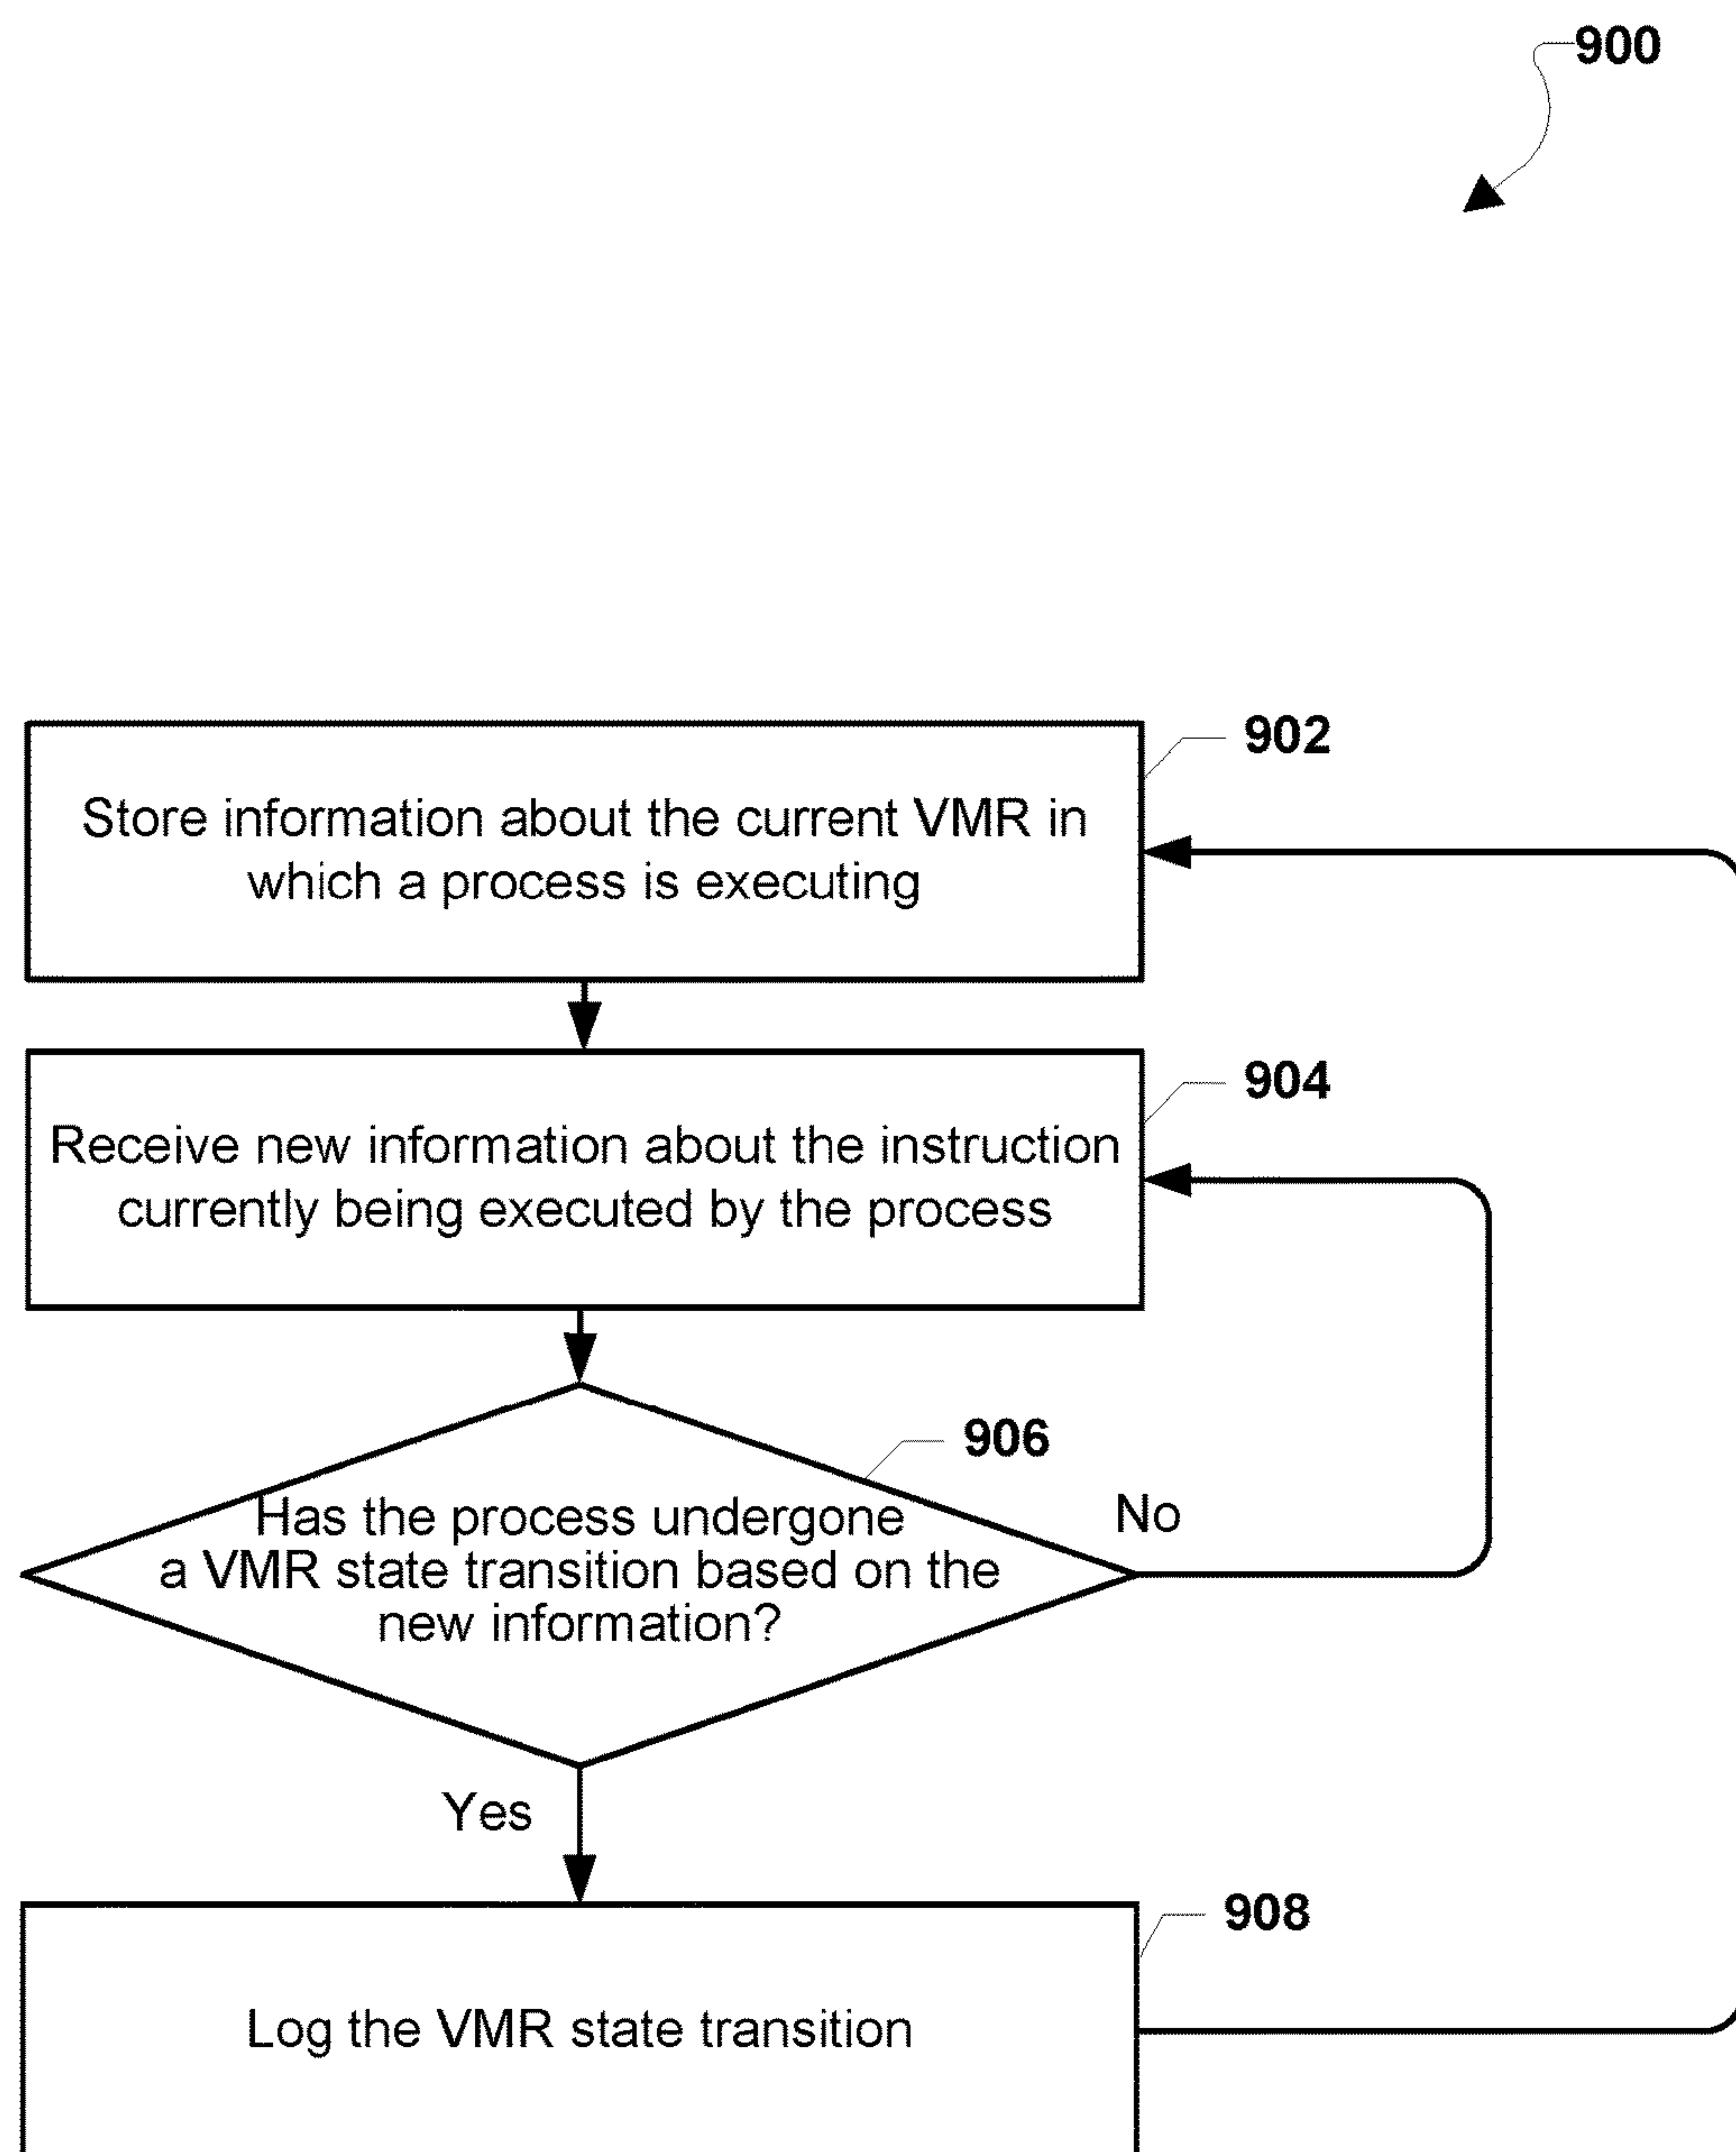 900
902
Store information about the current VMR in
which a process is executing
904
Receive new information about the instruction
currently being executed by the process
906
Has the process undergone
a VMR state transition based on the
new information?
No
Yes
908
Log the VMR state transition